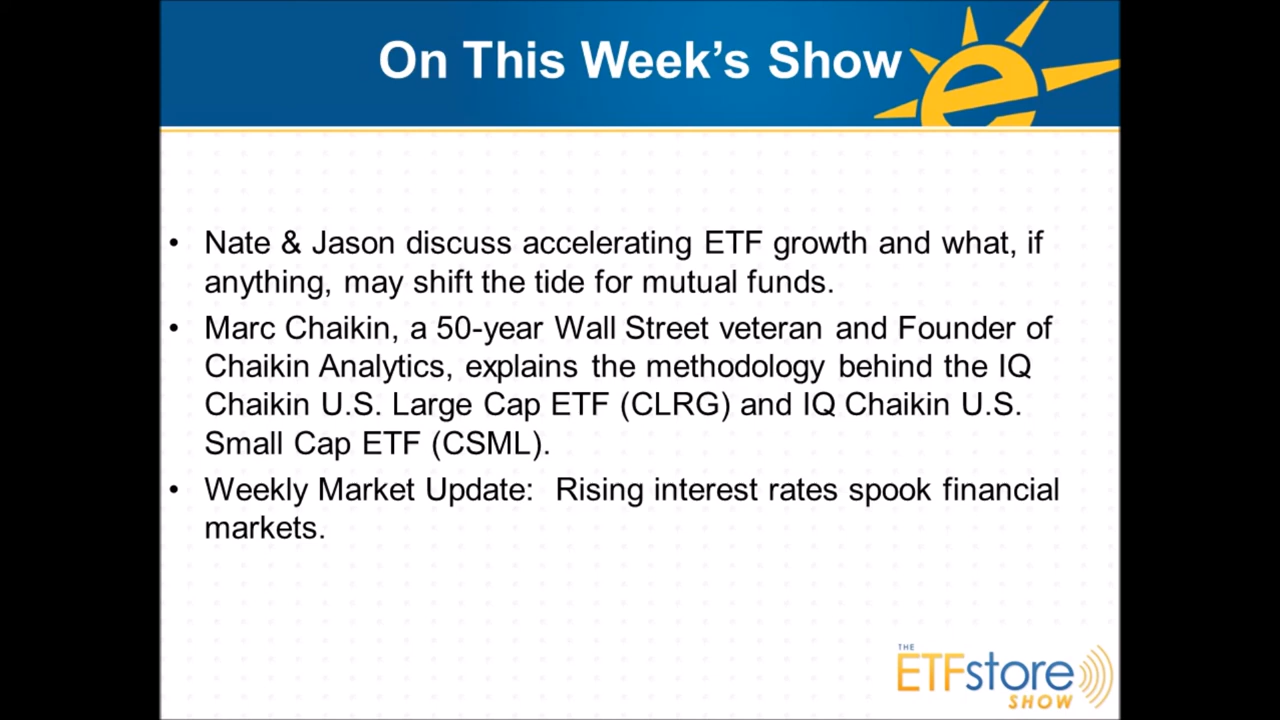 On This Week’s Show
e
• Nate & Jason discuss accelerating ETF growth and what, if
anything, may shift the tide for mutual funds.
• Marc Chaikin, a 50-year Wall Street veteran and Founder of
Chaikin Analytics, explains the methodology behind the IQ
Chaikin U.S. Large Cap ETF (CLRG) and IQ Chaikin U.S.
Small Cap ETF (CSML).
• Weekly Market Update:  Rising interest rates spook financial
markets.
THE
ETFstore
SHOW